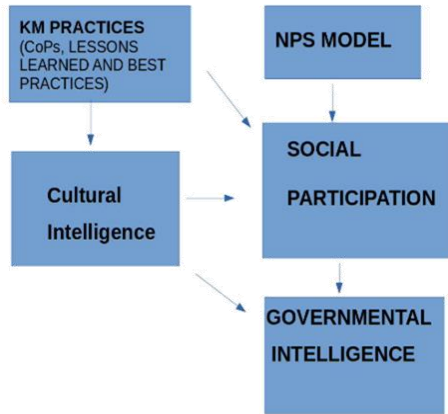 KM PRACTICES
(CoPs, LESSONS
LEARNED AND BEST
PRACTICES)
NPS MODEL
Cultural
Intelligence
SOCIAL
PARTICIPATION
GOVERNMENTAL
INTELLIGENCE